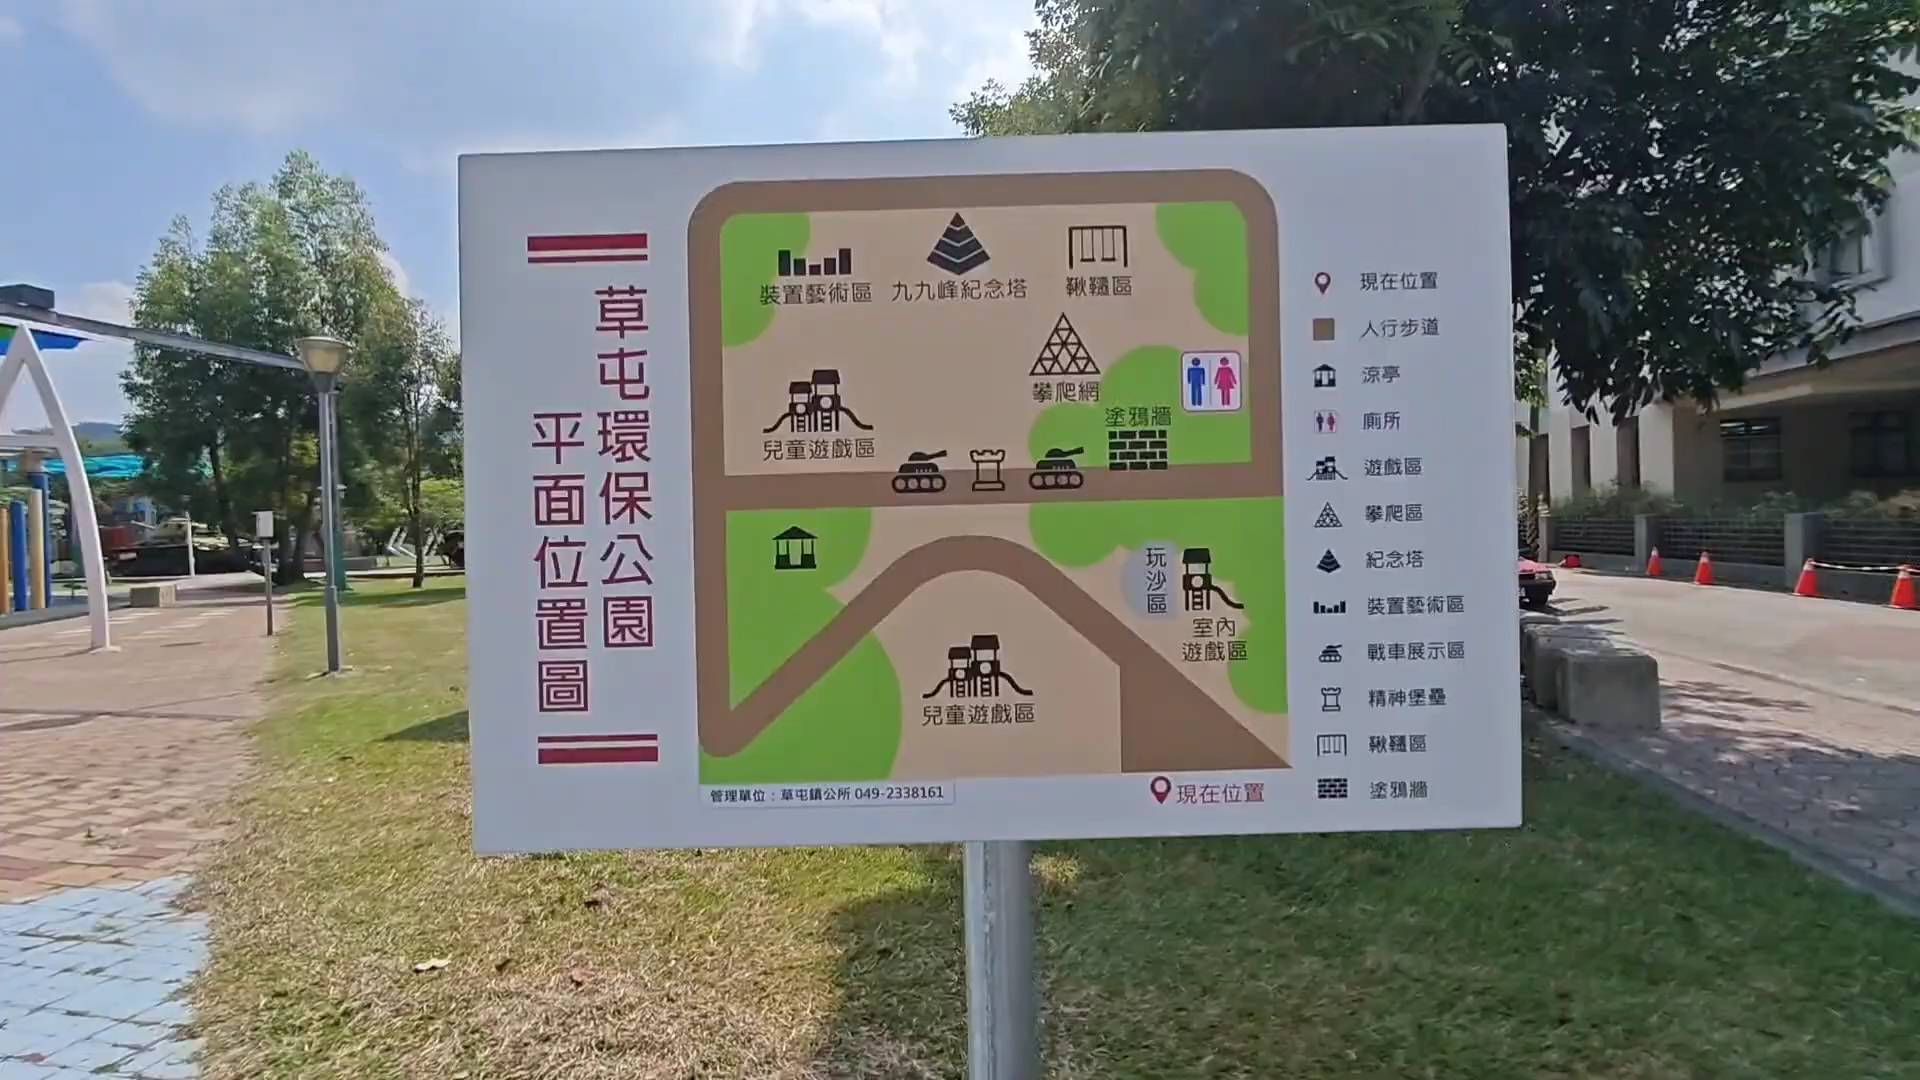 草屯環保公園
平面位置圖
裝置藝術區
九九峰紀念塔
鞦韆區
攀爬網
塗鴉牆
兒童遊戲區
玩沙區
室內
遊戲區
兒童遊戲區
管理單位：草屯鎮公所 049-2338161
現在位置
現在位置
人行步道
涼亭
廁所
遊戲區
攀爬區
紀念塔
裝置藝術區
戰車展示區
精神堡壘
鞦韆區
塗鴉牆